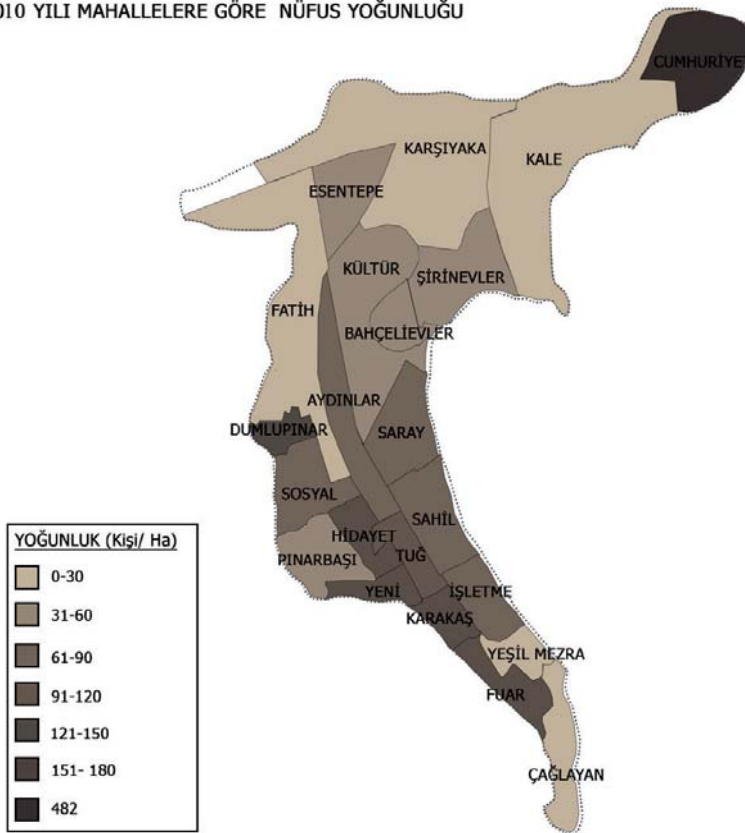 010 YILI MAHALLELERE GÖRE NÜFUS YOĞUNLUĞU
CUMHURİYE
KARŞIYAKA
KALE
ESENTEPE
KÜLTÜR
ŞİRİNEVLER
FATİH
BAHÇELİEVLER
AYDINLAR
DUMLUPINAR
SARAY
SOSYAL
SAHİL
HİDAYET
TUĞ
PINARBAŞI
YENİ
İŞLETME
KARAKAŞ
YEŞİL MEZRA
FUAR
ÇAĞLAYAN
YOĞUNLUK (Kişi/ Ha)
0-30
31-60
61-90
91-120
121-150
151- 180
482